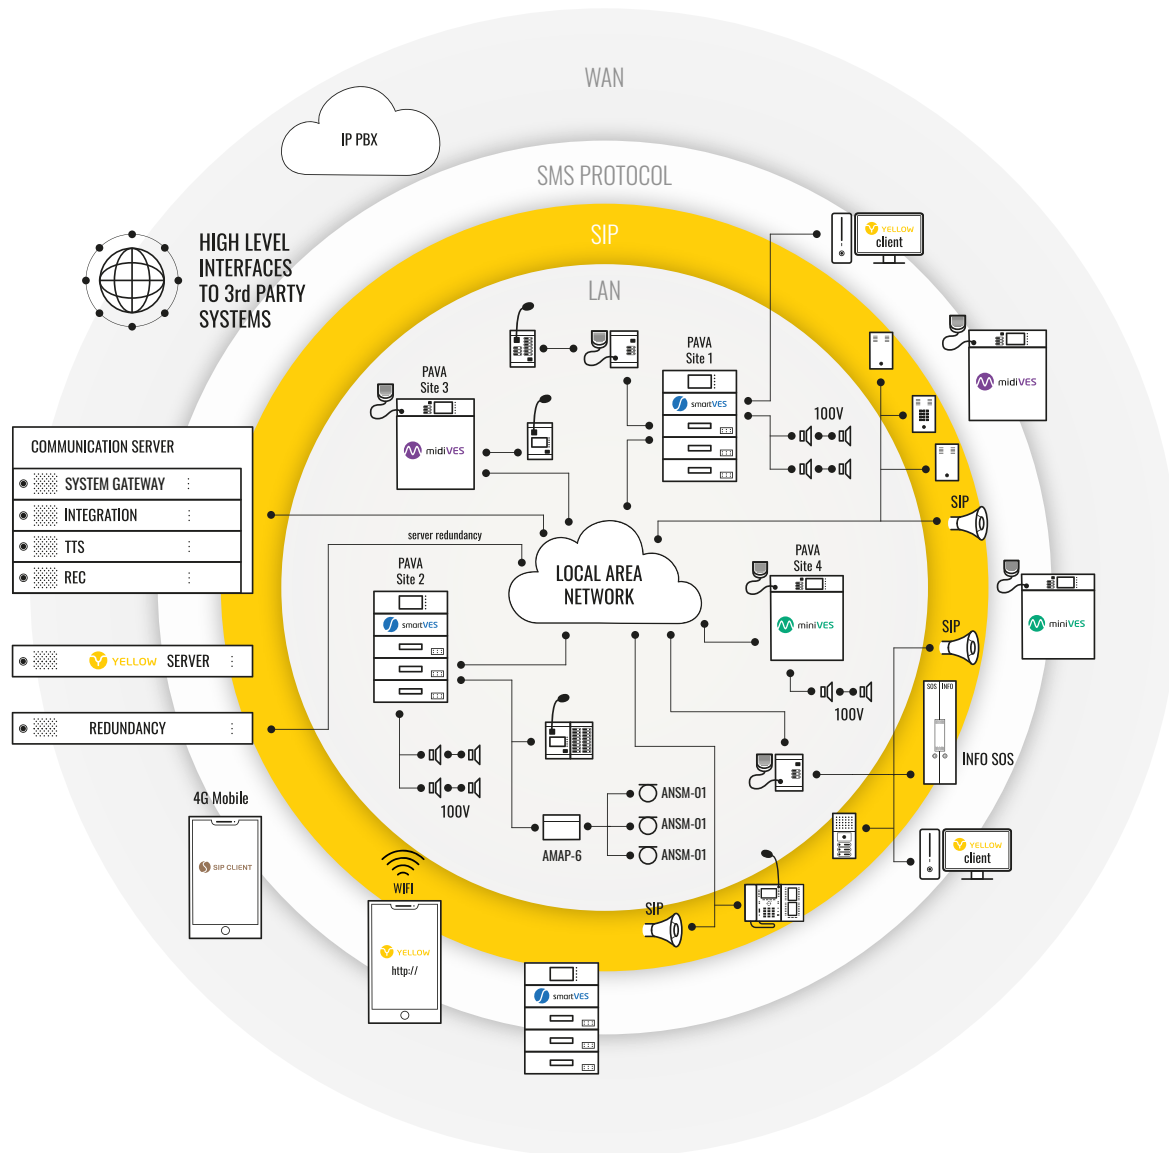 WAN
IP PBX
SMS PROTOCOL
SIP
LAN
HIGH LEVEL
INTERFACES
TO 3rd PARTY
SYSTEMS
YELLOW
client
PAVA
Site 1
smartVES
100V
PAVA
Site 3
midiVES
midiVES
COMMUNICATION SERVER
SYSTEM GATEWAY
INTEGRATION
TTS
REC
server redundancy
SIP
LOCAL AREA
NETWORK
PAVA
Site 2
smartVES
PAVA
Site 4
miniVES
100V
miniVES
SIP
YELLOW SERVER
REDUNDANCY
SOS INFO
INFO SOS
100V
ANSM-01
ANSM-01
ANSM-01
AMAP-6
4G Mobile
SIP CLIENT
WIFI
YELLOW
http://
YELLOW
client
SIP
smartVES